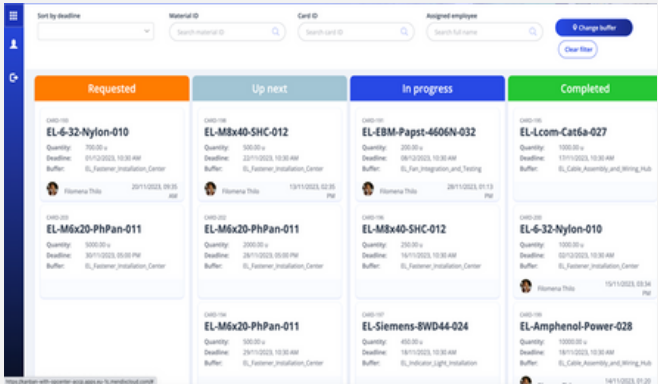 Sort by deadline
Material ID
Card ID
Assigned employee
Search material ID
Search card ID
Search full name
Change buffer
Clear filter
Requested
Up next
In progress
Completed
CARD-195
EL-6-32-Nylon-010
Quantity: 700.00 u
Deadline: 01/12/2023, 10:30 AM
Buffer: EL_Fastener_Installation_Center
Filomena Thilo
20/11/2023, 09:35 AM
CARD-203
EL-M6x20-PhPan-011
Quantity: 5000.00 u
Deadline: 30/11/2023, 05:00 PM
Buffer: EL_Fastener_Installation_Center
CARD-198
EL-M8x40-SHC-012
Quantity: 500.00 u
Deadline: 22/11/2023, 10:30 AM
Buffer: EL_Fastener_Installation_Center
Filomena Thilo
13/11/2023, 02:35 PM
CARD-202
EL-M6x20-PhPan-011
Quantity: 2000.00 u
Deadline: 28/11/2023, 05:00 PM
Buffer: EL_Fastener_Installation_Center
CARD-194
EL-M6x20-PhPan-011
Quantity: 500.00 u
Deadline: 29/11/2023, 10:30 AM
Buffer: EL_Fastener_Installation_Center
CARD-191
EL-EBM-Papst-4606N-032
Quantity: 200.00 u
Deadline: 08/12/2023, 10:30 AM
Buffer: EL_Fan_Integration_and_Testing
Filomena Thilo
28/11/2023, 01:13 PM
CARD-196
EL-M8x40-SHC-012
Quantity: 250.00 u
Deadline: 16/11/2023, 10:30 AM
Buffer: EL_Fastener_Installation_Center
CARD-197
EL-Siemens-8WD44-024
Quantity: 450.00 u
Deadline: 18/11/2023, 10:30 AM
Buffer: EL_Indicator_Light_Installation
EL-Lcom-Cat6a-027
Quantity: 1000.00 u
Deadline: 17/11/2023, 10:30 AM
Buffer: EL_Cable_Assembly_and_Wiring_Hub
CARD-200
EL-6-32-Nylon-010
Quantity: 1000.00 u
Deadline: 02/12/2023, 10:30 AM
Buffer: EL_Fastener_Installation_Center
Filomena Thilo
15/11/2023, 03:34 PM
CARD-199
EL-Amphenol-Power-028
Quantity: 10000.00 u
Deadline: 18/11/2023, 10:30 AM
Buffer: EL_Cable_Assembly_and_Wiring_Hub
14/11/2023, 01:20